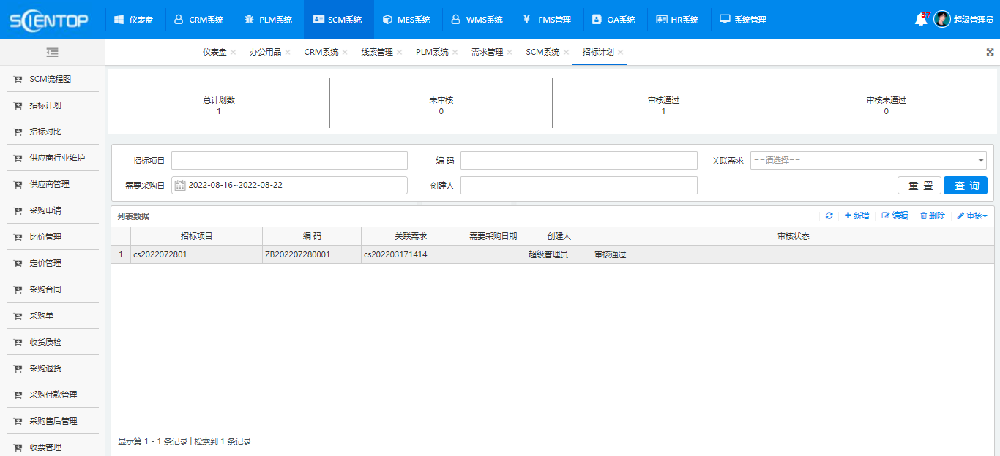 SCIENTOP 仪表盘 CRM系统 PLM系统 SCM系统 MES系统 WMS系统 ¥ FMS管理 OA系统 HR系统 系统管理 37 超级管理员
仪表盘 × 办公用品 × CRM系统 × 线索管理 × PLM系统 × 需求管理 × SCM系统 × 招标计划 ×
SCM流程图
招标计划
招标对比
供应商行业维护
供应商管理
采购申请
比价管理
定价管理
采购合同
采购单
收货质检
采购退货
采购付款管理
采购售后管理
收票管理
总计划数 未审核 审核通过 审核未通过
1 0 1 0
招标项目 编 码 关联需求 ==请选择==
需要采购日 2022-08-16~2022-08-22 创建人 重 置 查 询
列表数据 新增 编辑 删除 审核
招标项目 编 码 关联需求 需要采购日期 创建人 审核状态
1 cs2022072801 ZB202207280001 cs202203171414 超级管理员 审核通过
显示第 1 - 1 条记录 | 检索到 1 条记录